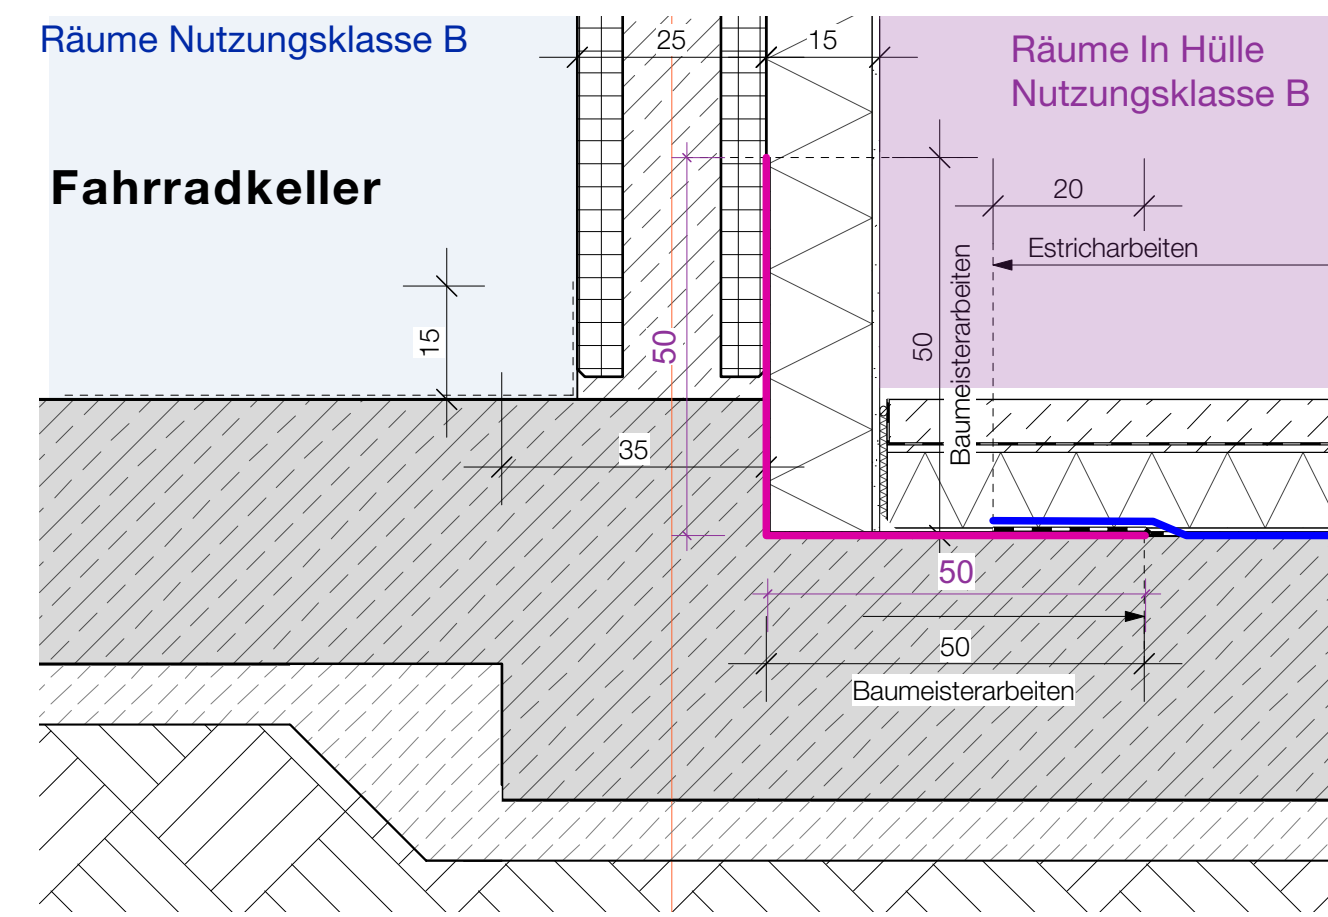 Räume Nutzungsklasse B
25
15
Räume In Hülle
Nutzungsklasse B
Fahrradkeller
20
Estricharbeiten
15
50
50
Baumeisterarbeiten
35
50
50
Baumeisterarbeiten